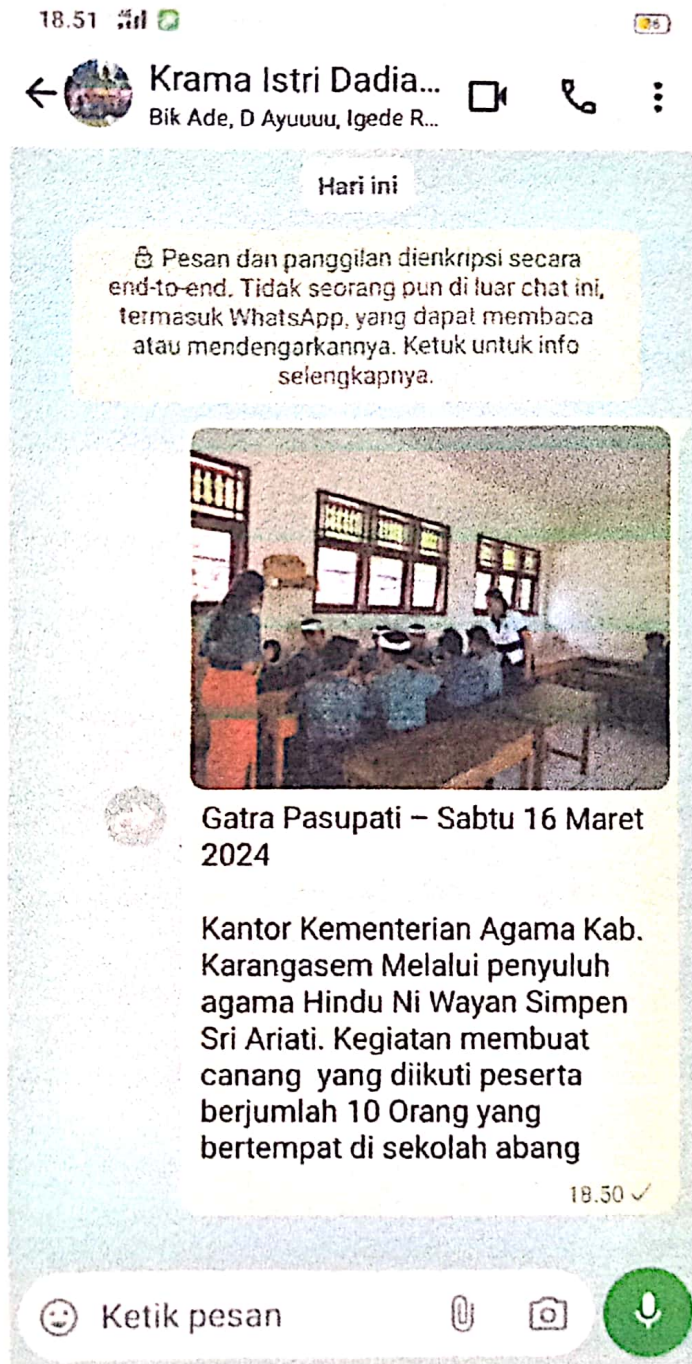 18.51
Krama Istri Dadia...
Bik Ade, D Ayuuuu, Igede R...
Hari ini
Pesan dan panggilan dienkripsi secara
end-to-end. Tidak seorang pun di luar chat ini,
termasuk WhatsApp, yang dapat membaca
atau mendengarkannya. Ketuk untuk info
selengkapnya.
Gatra Pasupati – Sabtu 16 Maret
2024
Kantor Kementerian Agama Kab.
Karangasem Melalui penyuluh
agama Hindu Ni Wayan Simpen
Sri Ariati. Kegiatan membuat
canang yang diikuti peserta
berjumlah 10 Orang yang
bertempat di sekolah abang
18.50
Ketik pesan